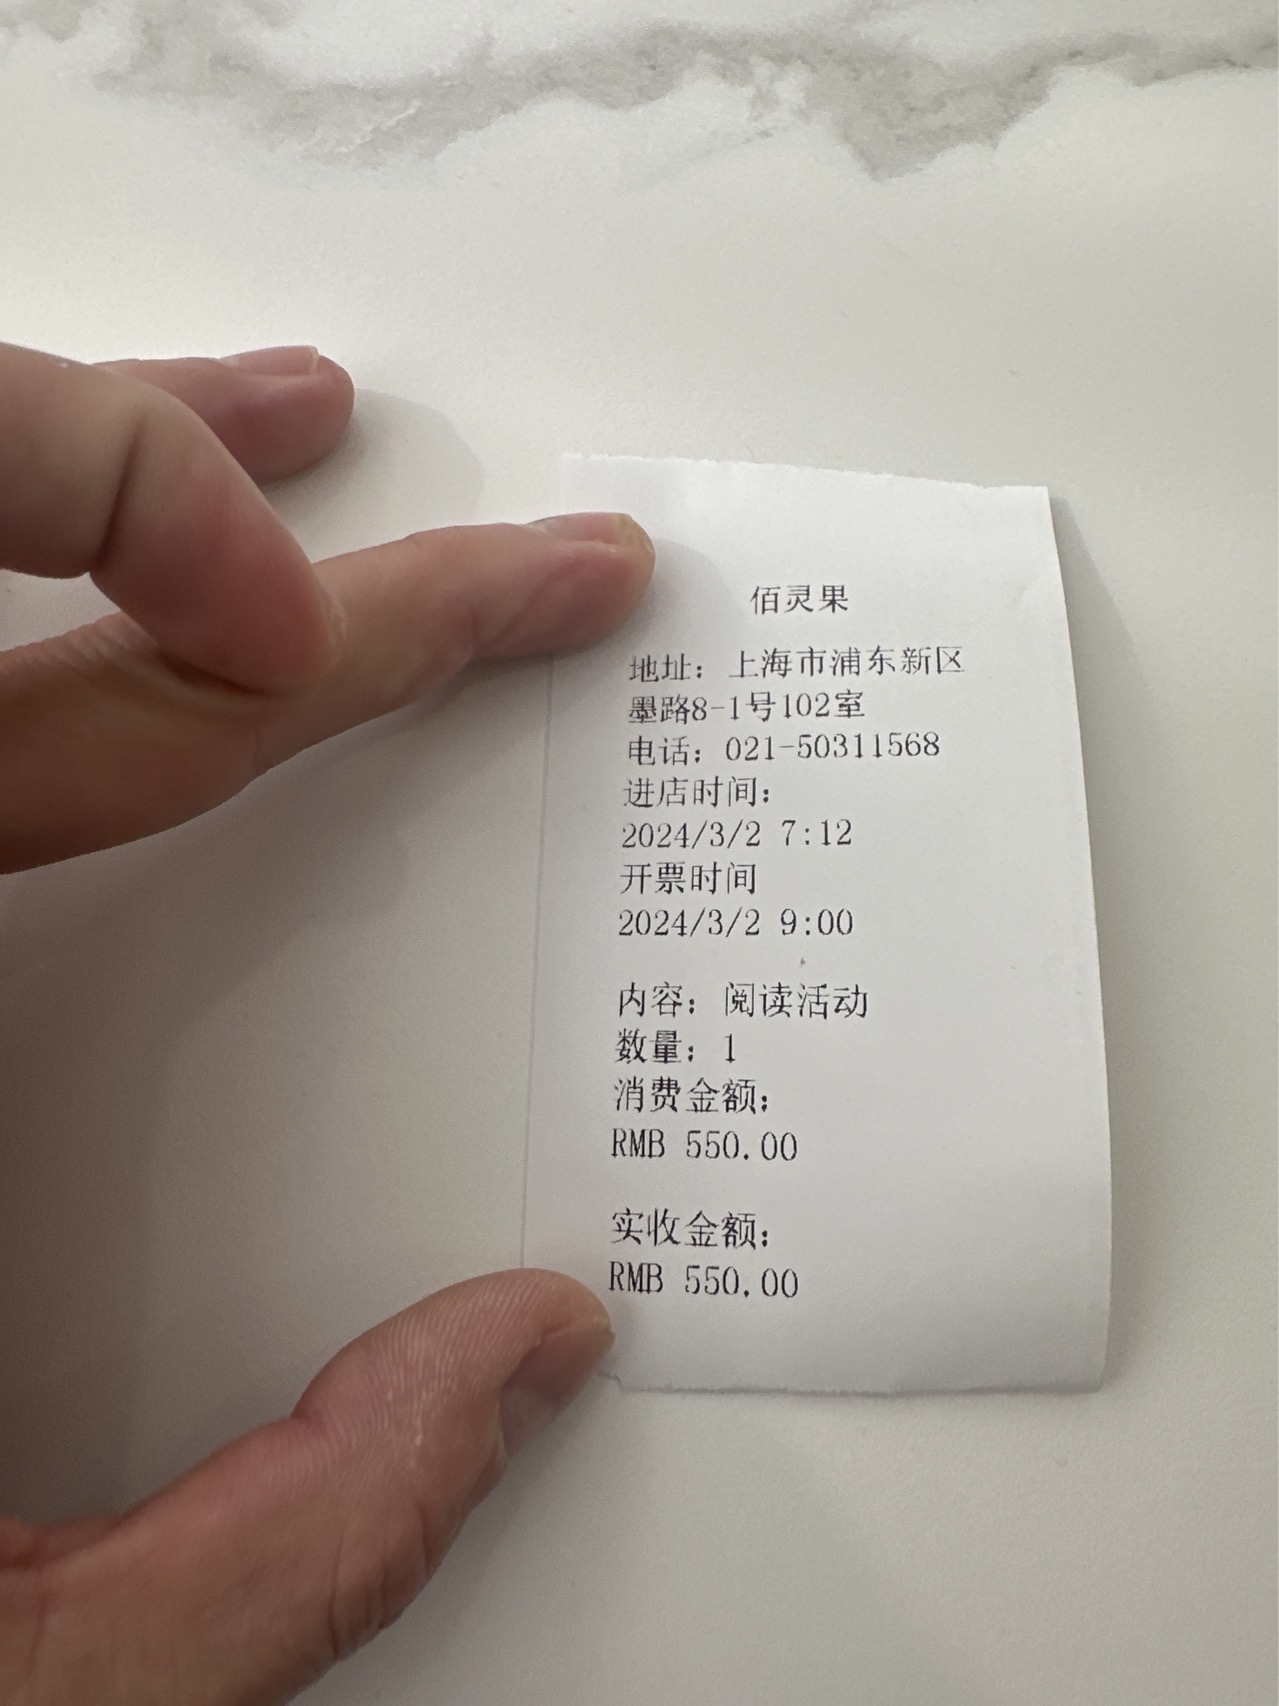 佰灵果
地址：上海市浦东新区
墨路8-1号102室
电话：021-50311568
进店时间：
2024/3/2 7:12
开票时间
2024/3/2 9:00
内容：阅读活动
数量：1
消费金额：
RMB 550.00
实收金额：
RMB 550.00